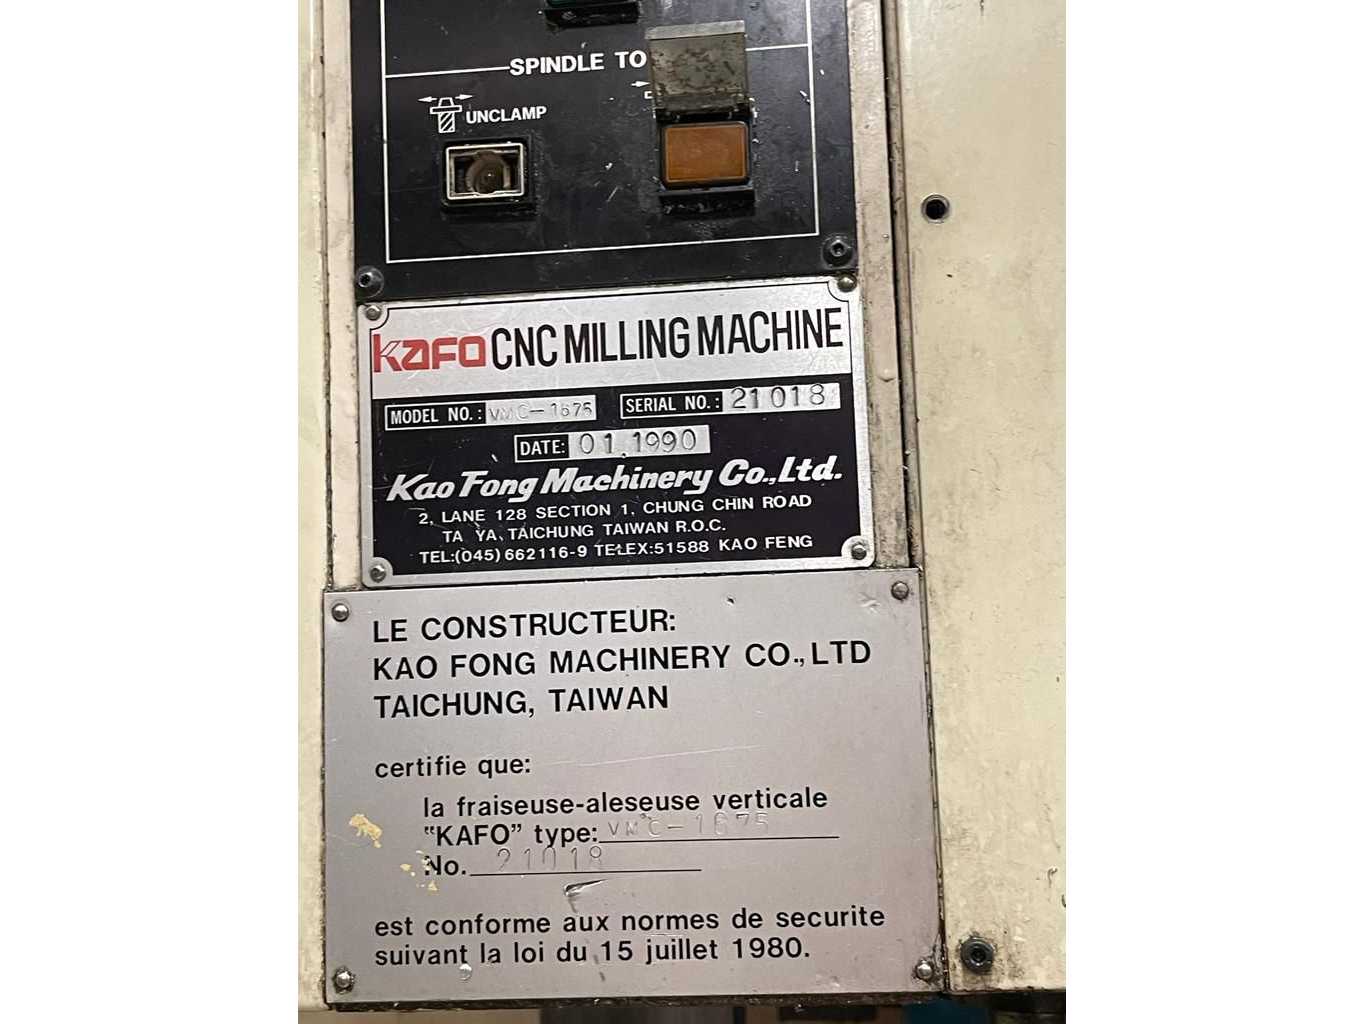 SPINDLE TO
UNCLAMP
KAFO CNC MILLING MACHINE
MODEL NO.: VMC-1675 SERIAL NO.: 21018
DATE: 01.1990
Kao Fong Machinery Co.,Ltd.
2, LANE 128 SECTION 1, CHUNG CHIN ROAD
TA YA, TAICHUNG TAIWAN R.O.C.
TEL:(045)662116-9 TELEX:51588 KAO FENG
LE CONSTRUCTEUR:
KAO FONG MACHINERY CO., LTD
TAICHUNG, TAIWAN
certifie que:
la fraiseuse-aleseuse verticale
"KAFO" type: VMC-1675
No. 21018
est conforme aux normes de securite
suivant la loi du 15 juillet 1980.